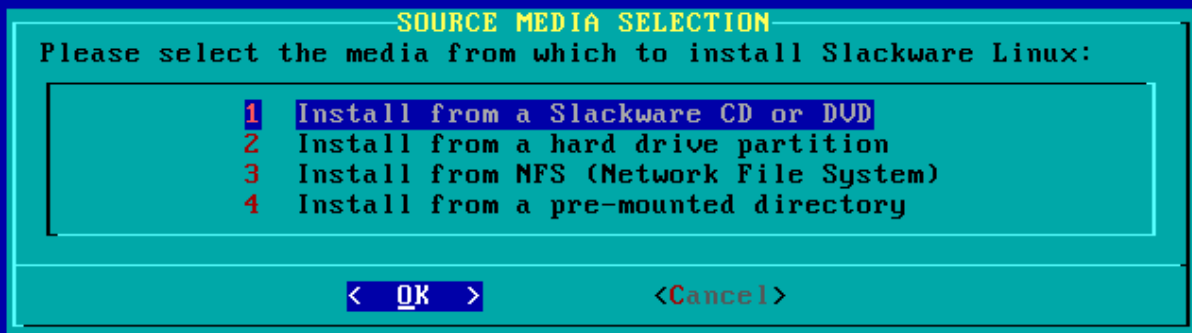 SOURCE MEDIA SELECTION
Please select the media from which to install Slackware Linux:
1 Install from a Slackware CD or DVD
2 Install from a hard drive partition
3 Install from NFS (Network File System)
4 Install from a pre-mounted directory
< OK > <Cancel>